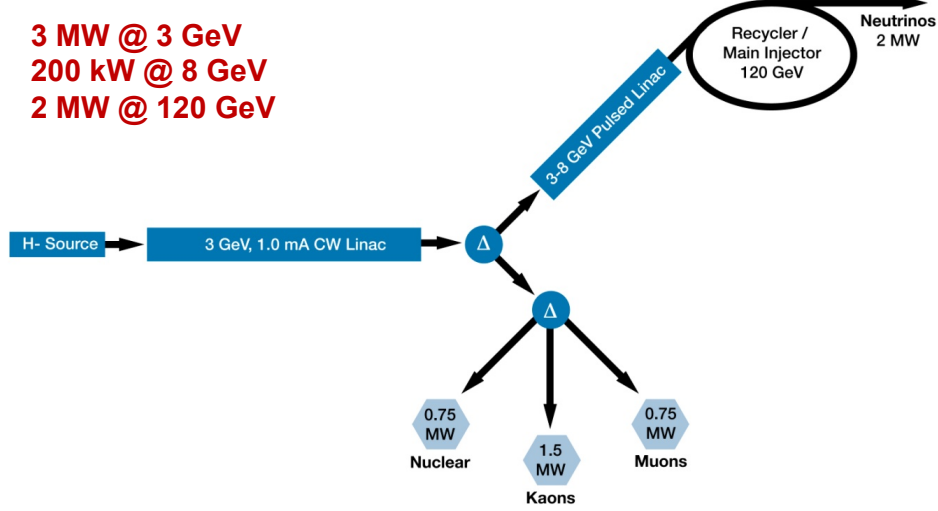 3 MW @ 3 GeV
200 kW @ 8 GeV
2 MW @ 120 GeV
Neutrinos
2 MW
Recycler /
Main Injector
120 GeV
3-8 GeV Pulsed Linac
H- Source
3 GeV, 1.0 mA CW Linac
Δ
Δ
0.75
MW
Nuclear
1.5
MW
Kaons
0.75
MW
Muons